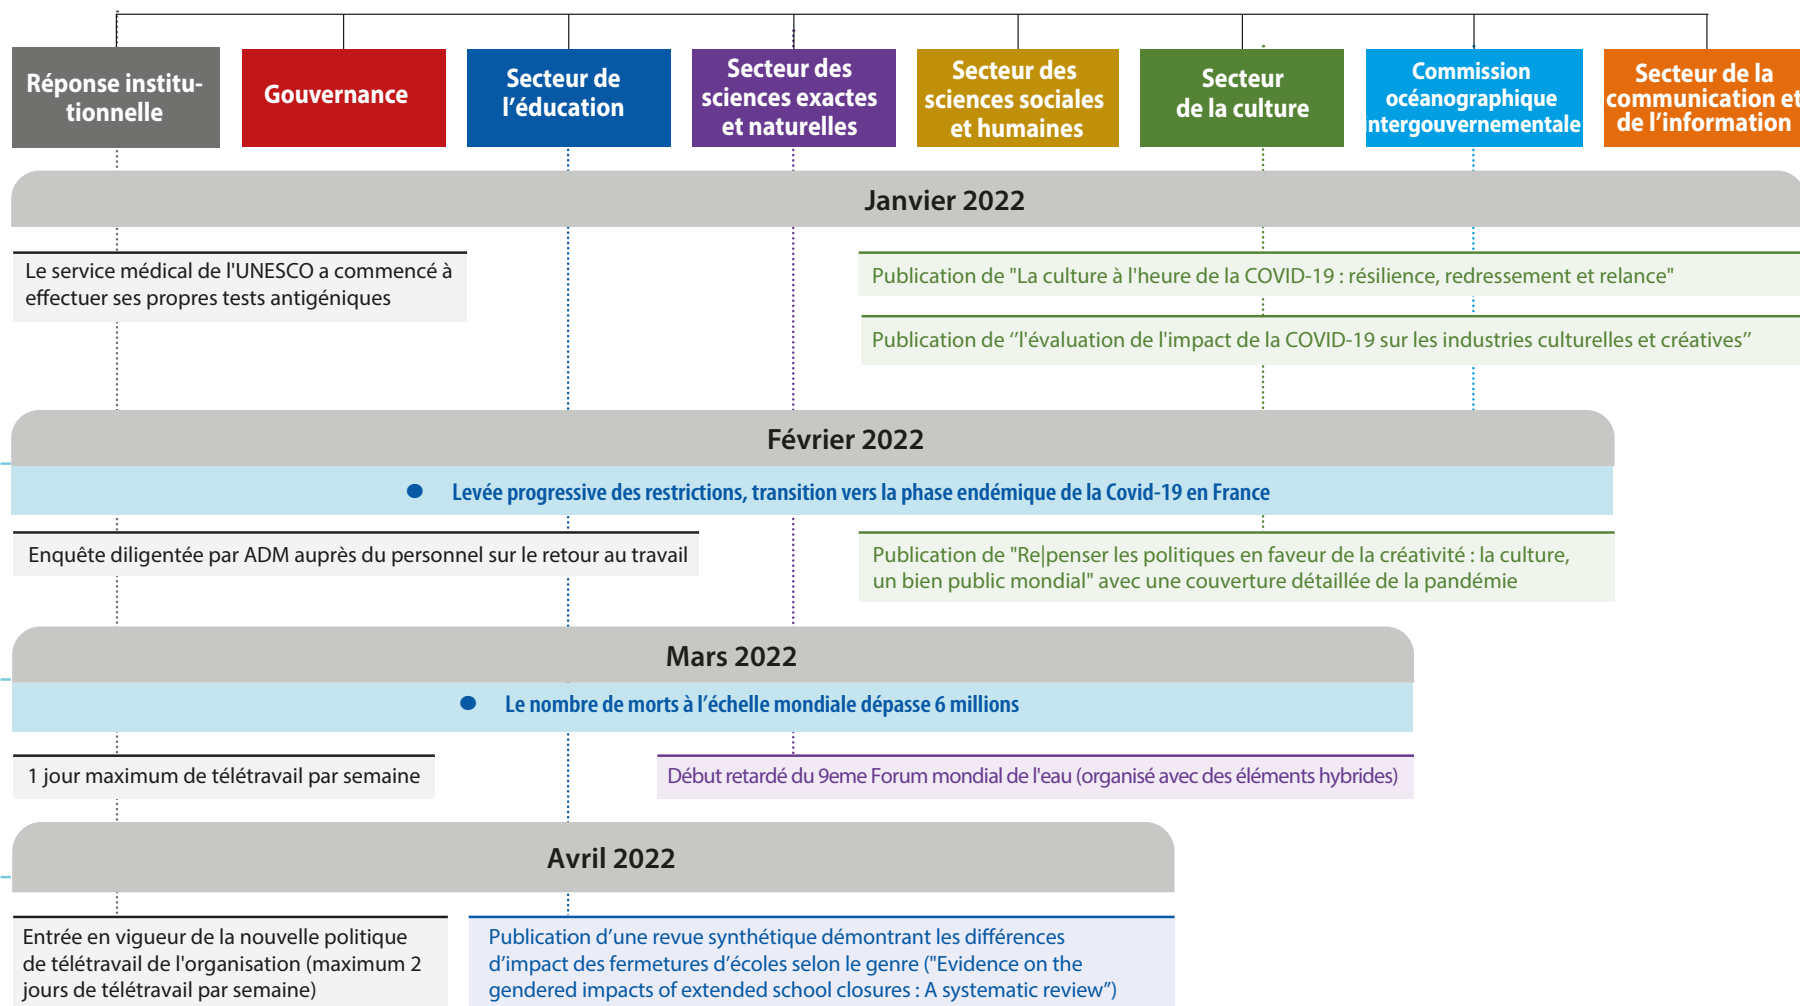 Réponse institu-
tionnelle
Gouvernance
Secteur de
l’éducation
Secteur des
sciences exactes
et naturelles
Secteur des
sciences sociales
et humaines
Secteur
de la culture
Commission
océanographique
intergouvernementale
Secteur de la
communication et
de l’information
Janvier 2022
Le service médical de l'UNESCO a commencé à
effectuer ses propres tests antigéniques
Publication de "La culture à l'heure de la COVID-19 : résilience, redressement et relance"
Publication de ‘’l'évaluation de l'impact de la COVID-19 sur les industries culturelles et créatives’’
Février 2022
● Levée progressive des restrictions, transition vers la phase endémique de la Covid-19 en France
Enquête diligentée par ADM auprès du personnel sur le retour au travail
Publication de "Re|penser les politiques en faveur de la créativité : la culture,
un bien public mondial" avec une couverture détaillée de la pandémie
Mars 2022
● Le nombre de morts à l’échelle mondiale dépasse 6 millions
1 jour maximum de télétravail par semaine
Début retardé du 9eme Forum mondial de l'eau (organisé avec des éléments hybrides)
Avril 2022
Entrée en vigueur de la nouvelle politique
de télétravail de l'organisation (maximum 2
jours de télétravail par semaine)
Publication d’une revue synthétique démontrant les différences
d’impact des fermetures d’écoles selon le genre ("Evidence on the
gendered impacts of extended school closures : A systematic review”)